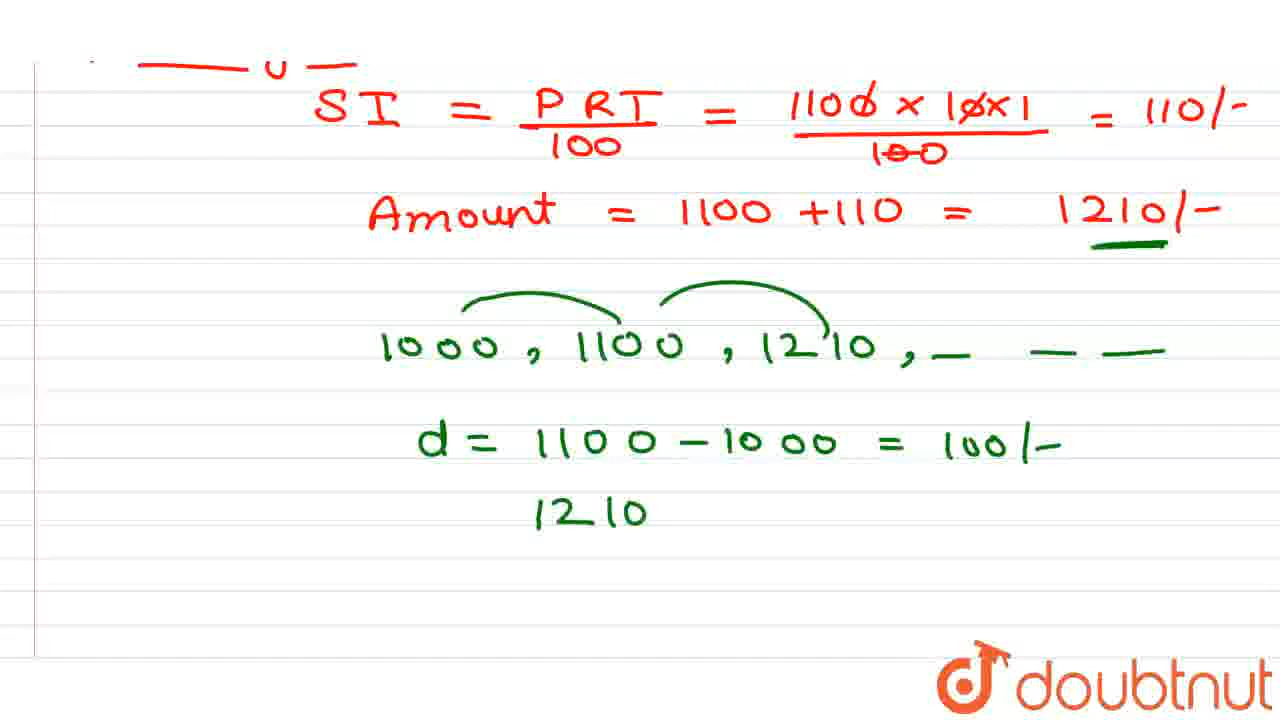 SI = PRT/100 = 1100 × 10×1/100 = 110/-
Amount = 1100 + 110 = 1210/-
1000, 1100, 1210, _ _ _
d = 1100 - 1000 = 100/-
1210
doubtnut